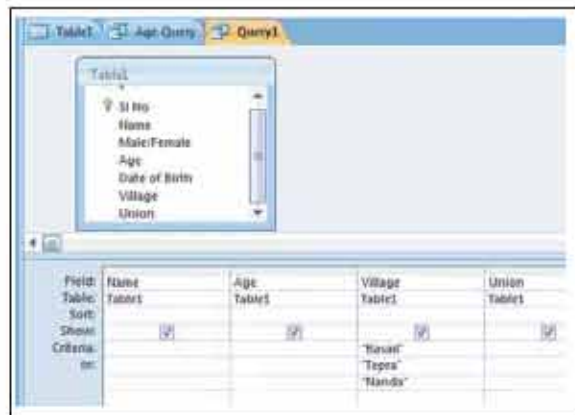 Table1 Age Query Query1
Table1
*
Sl No
Name
Male/Female
Age
Date of Birth
Village
Union
Field: Name Age Village Union
Table: Table1 Table1 Table1 Table1
Sort:
Show:
Criteria:
or: "Tepra"
"Nanda"